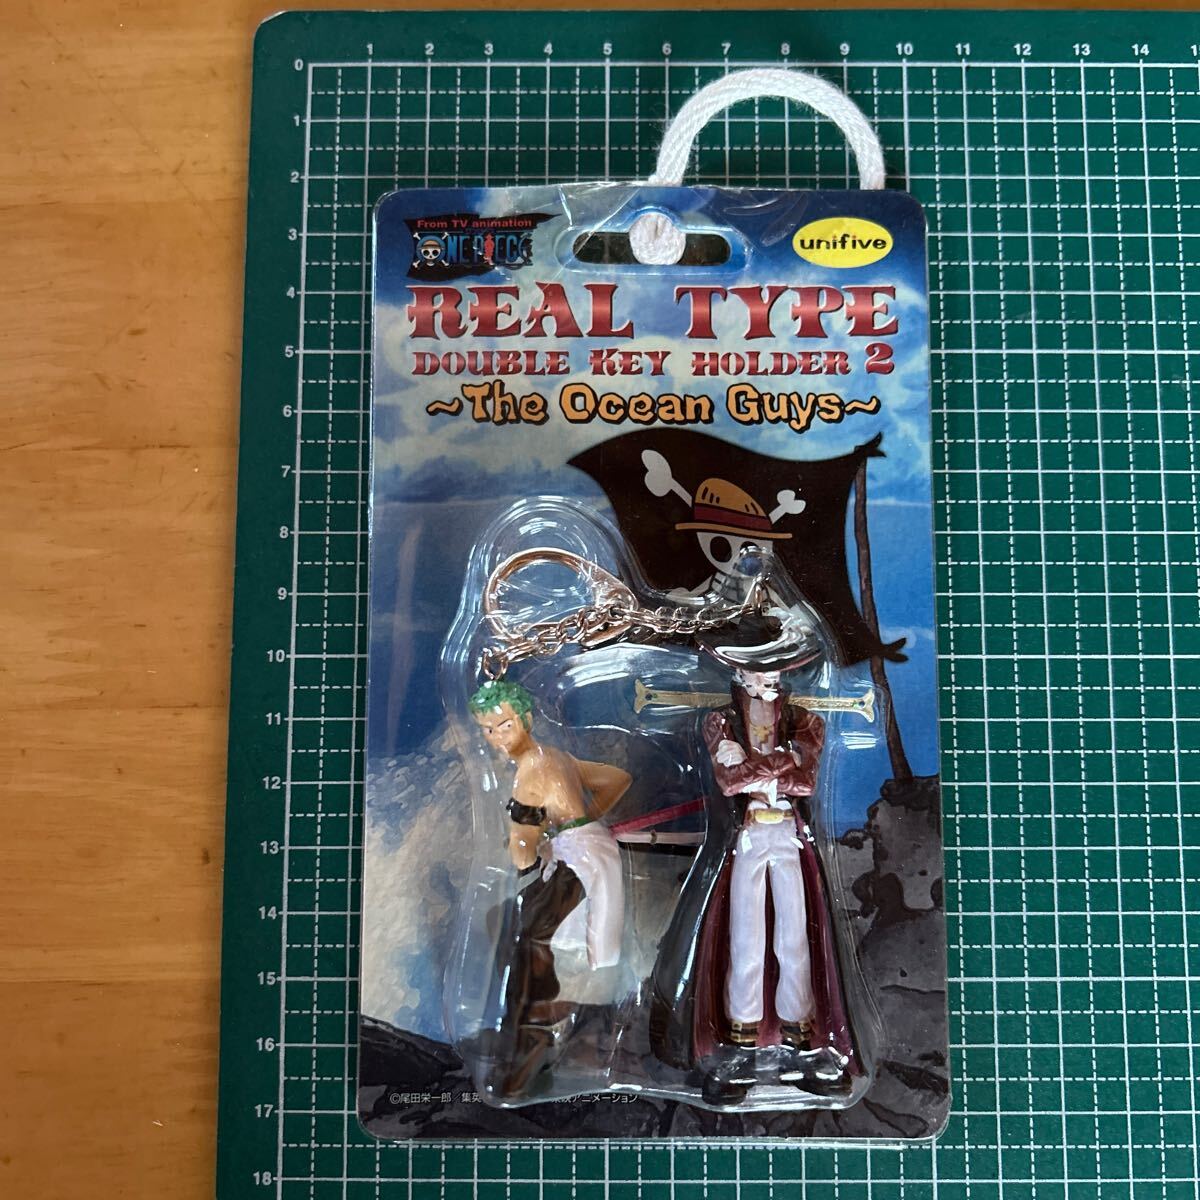 1 2 3 4 5 6 7 8 9 10 11 12 13 14
0
1
2
3
4
5
6
7
8
9
10
11
12
13
14
15
16
17
18
From TV animation
ONE PIECE
unifive
REAL TYPE
DOUBLE KEY HOLDER 2
~The Ocean Guys~
©尾田栄一郎／集英 アニメーション